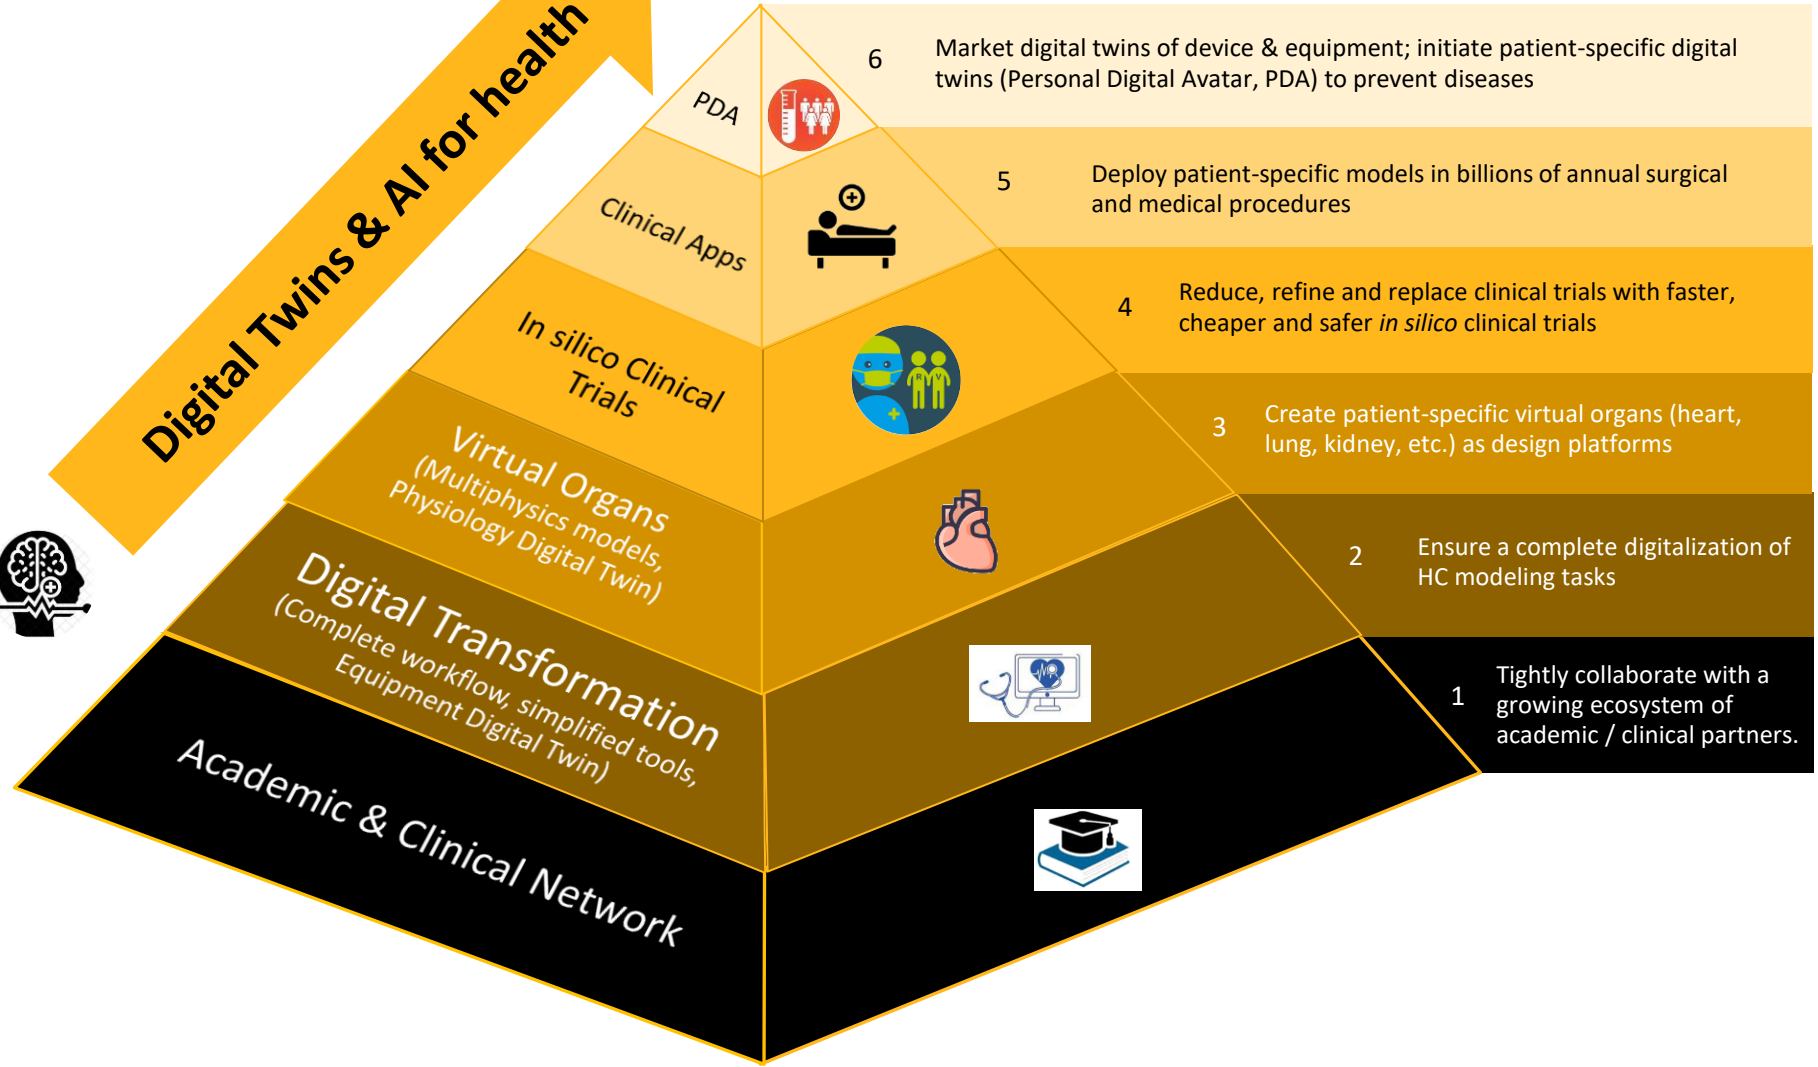 Digital Twins & AI for health
PDA
6
Market digital twins of device & equipment; initiate patient-specific digital
twins (Personal Digital Avatar, PDA) to prevent diseases
Clinical Apps
5
Deploy patient-specific models in billions of annual surgical
and medical procedures
In silico Clinical
Trials
R V
4
Reduce, refine and replace clinical trials with faster,
cheaper and safer in silico clinical trials
Virtual Organs
(Multiphysics models,
Physiology Digital Twin)
3
Create patient-specific virtual organs (heart,
lung, kidney, etc.) as design platforms
Digital Transformation
(Complete workflow, simplified tools,
Equipment Digital Twin)
2
Ensure a complete digitalization of
HC modeling tasks
Academic & Clinical Network
1
Tightly collaborate with a
growing ecosystem of
academic / clinical partners.